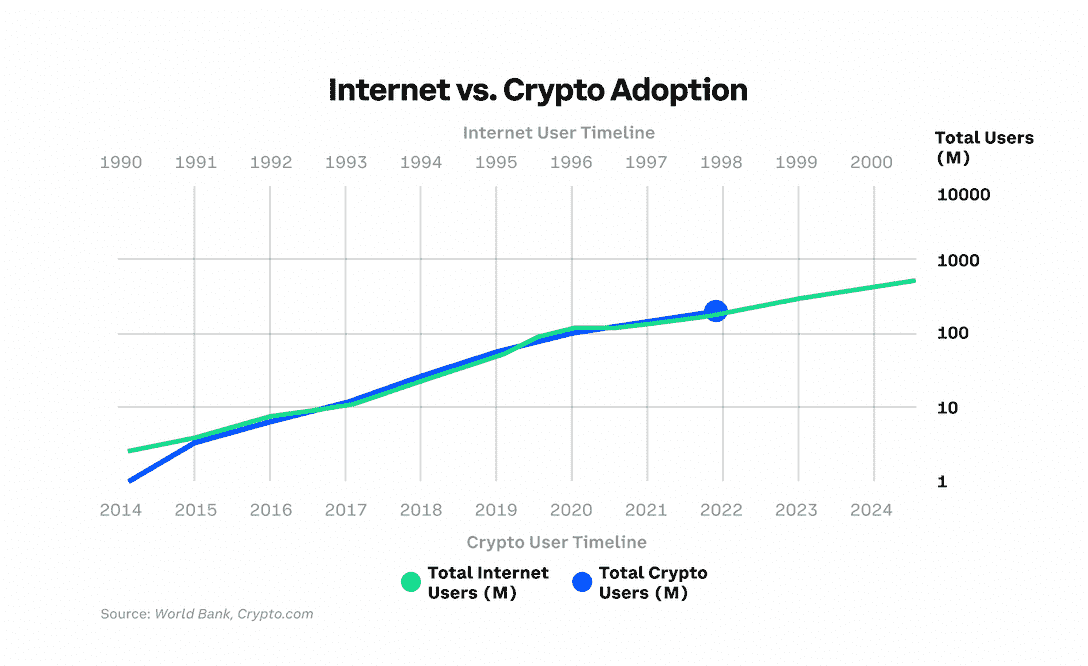 Internet vs. Crypto Adoption
Internet User Timeline
Total Users
(M)
1990 1991 1992 1993 1994 1995 1996 1997 1998 1999 2000
10000
1000
100
10
1
2014 2015 2016 2017 2018 2019 2020 2021 2022 2023 2024
Crypto User Timeline
Total Internet
Users (M)
Total Crypto
Users (M)
Source: World Bank, Crypto.com